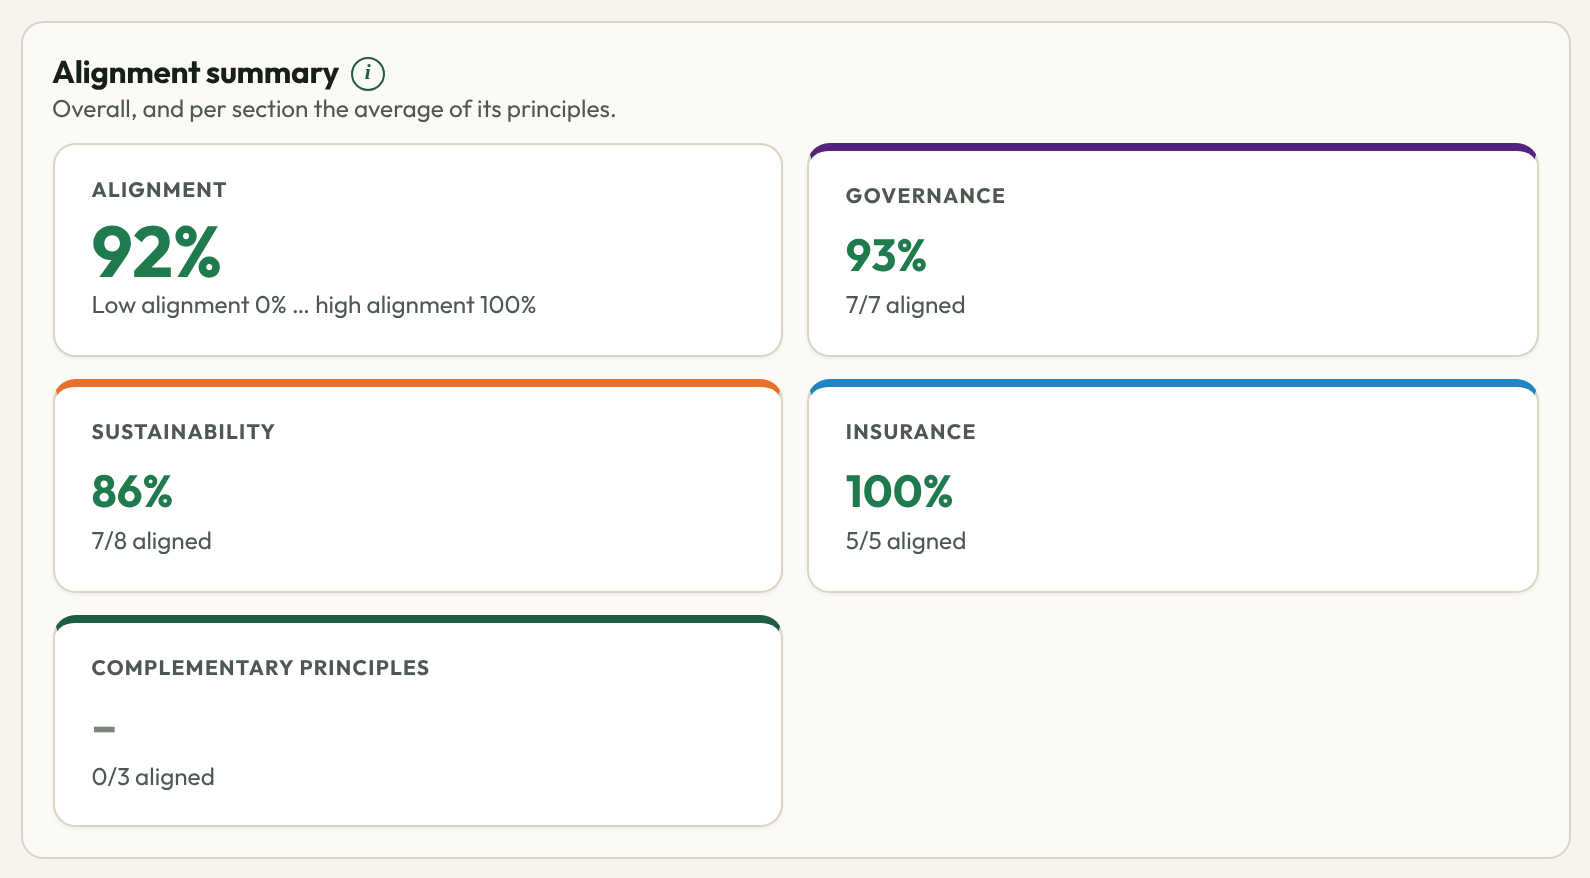 Alignment summary i
Overall, and per section the average of its principles.
ALIGNMENT
92%
Low alignment 0% ... high alignment 100%
GOVERNANCE
93%
7/7 aligned
SUSTAINABILITY
86%
7/8 aligned
INSURANCE
100%
5/5 aligned
COMPLEMENTARY PRINCIPLES
–
0/3 aligned